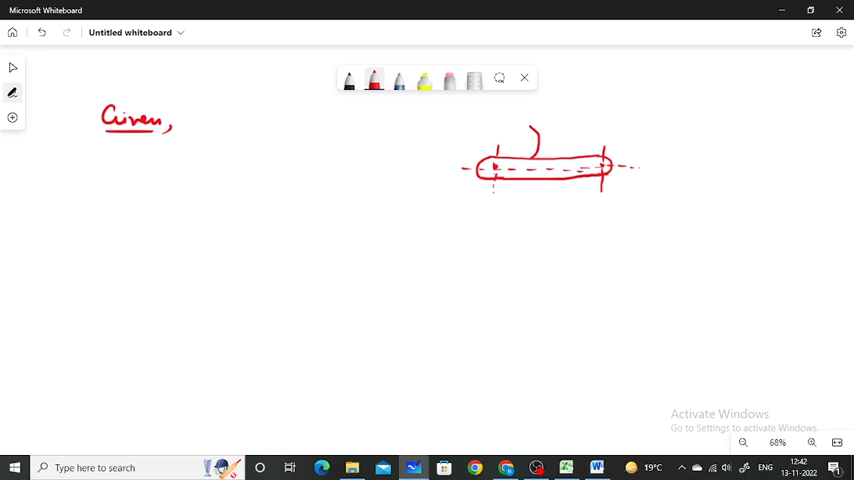 Microsoft Whiteboard
Untitled whiteboard
Given,
Activate Windows
Go to Settings to activate Windows.
68%
Type here to search
19°C
ENG
12:42
13-11-2022